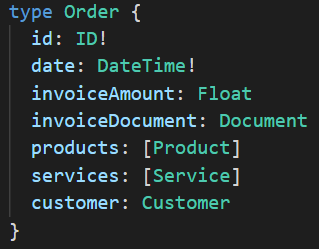 type Order {
  id: ID!
  date: DateTime!
  invoiceAmount: Float
  invoiceDocument: Document
  products: [Product]
  services: [Service]
  customer: Customer
}